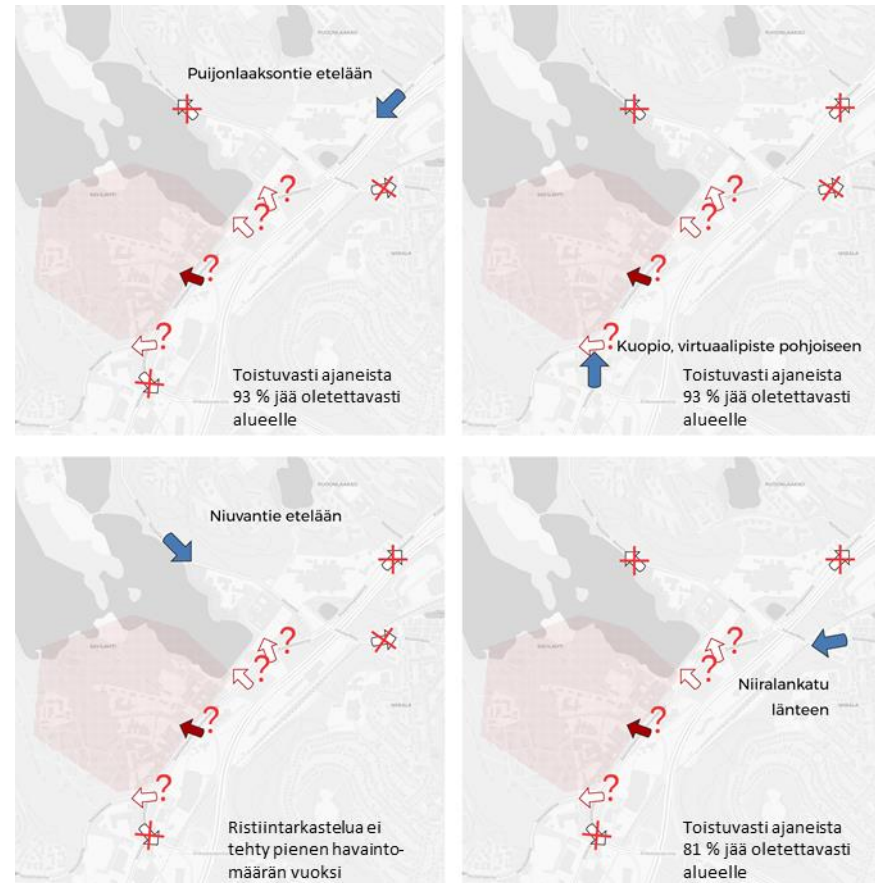 Puijonlaaksontie etelään
?
?
?
?
Toistuvasti ajaneista
93 % jää oletettavasti
alueelle
?
?
?
?
Kuopio, virtuaalipiste pohjoiseen
Toistuvasti ajaneista
93 % jää oletettavasti
alueelle
Niuvantie etelään
?
?
?
?
Ristiintarkastelua ei
tehty pienen havainto-
määrän vuoksi
?
?
Niiralankatu
länteen
?
?
Toistuvasti ajaneista
81 % jää oletettavasti
alueelle